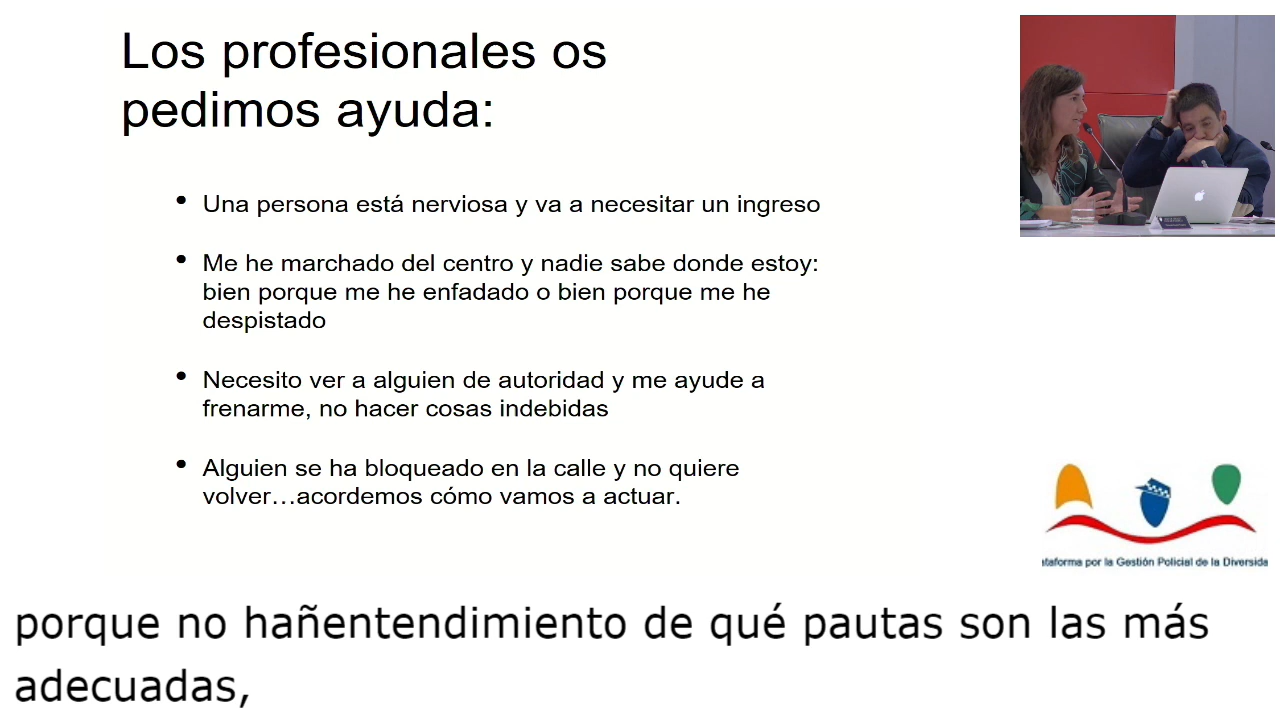 Los profesionales os
pedimos ayuda:
• Una persona está nerviosa y va a necesitar un ingreso
• Me he marchado del centro y nadie sabe donde estoy:
bien porque me he enfadado o bien porque me he
despistado
• Necesito ver a alguien de autoridad y me ayude a
frenarme, no hacer cosas indebidas
• Alguien se ha bloqueado en la calle y no quiere
volver…acordemos cómo vamos a actuar.
ataforma por la Gestión Policial de la Diversida
porque no hañentendimiento de qué pautas son las más
adecuadas,